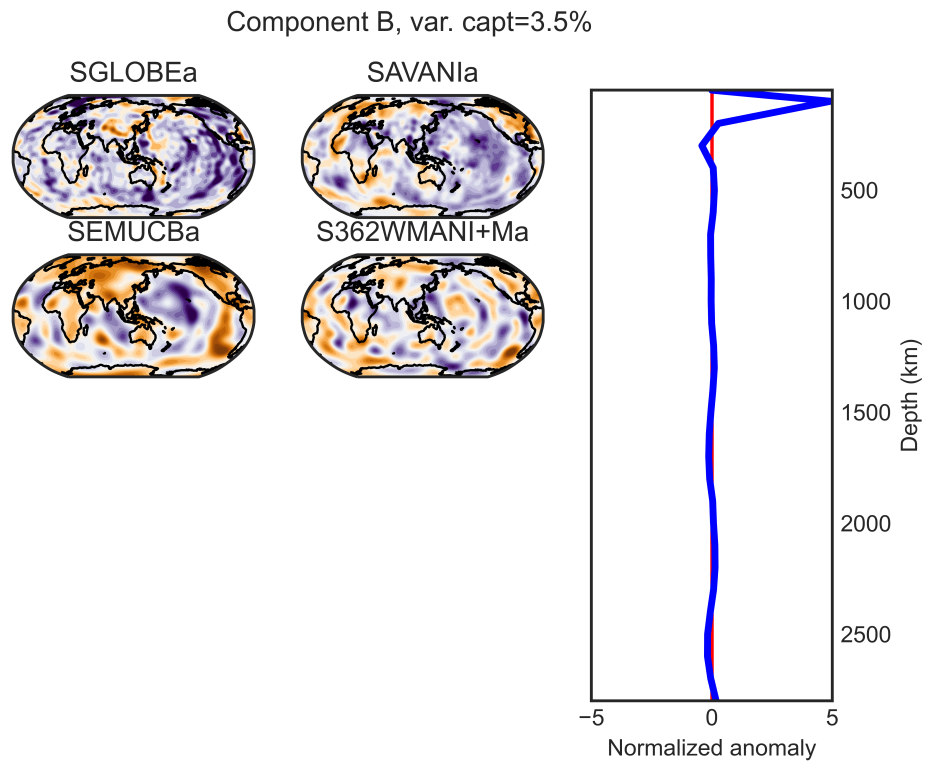 Component B, var. capt=3.5%
SGLOBEa
SAVANIa
SEMUCBa
S362WMANI+Ma
500
1000
1500
2000
2500
Depth (km)
−5
0
5
Normalized anomaly